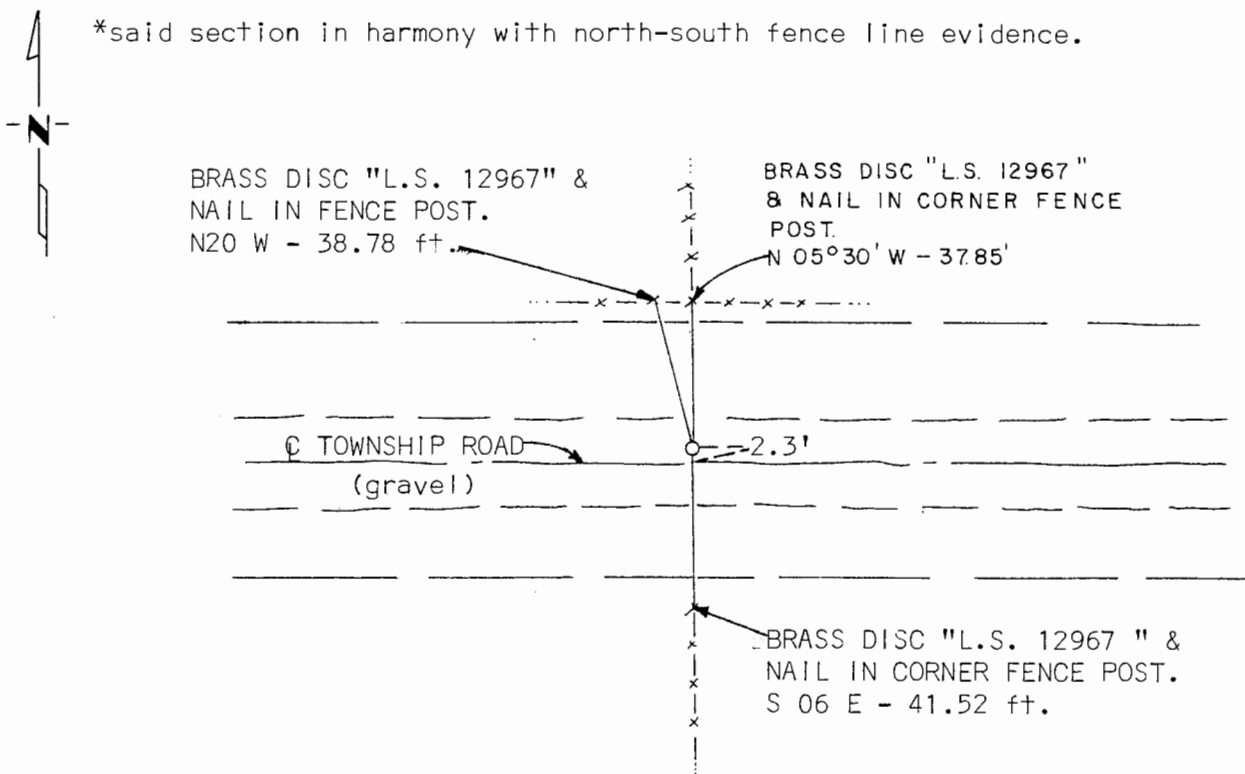 *said section in harmony with north-south fence line evidence.
N
BRASS DISC "L.S. 12967" &
NAIL IN FENCE POST.
N20 W - 38.78 ft.
BRASS DISC "L.S. 12967"
& NAIL IN CORNER FENCE
POST.
N 05°30' W - 37.85'
℄ TOWNSHIP ROAD
(gravel)
2.3'
BRASS DISC "L.S. 12967 " &
NAIL IN CORNER FENCE POST.
S 06 E - 41.52 ft.